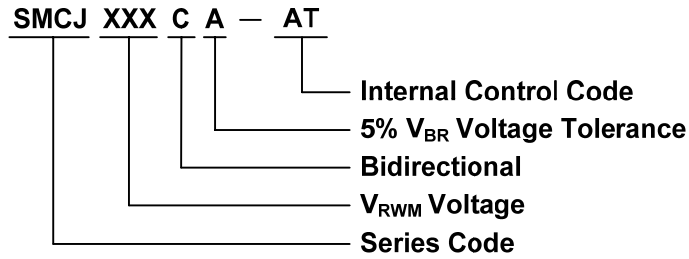 SMCJ XXX C A — AT
Internal Control Code
5% VBR Voltage Tolerance
Bidirectional
VRWM Voltage
Series Code